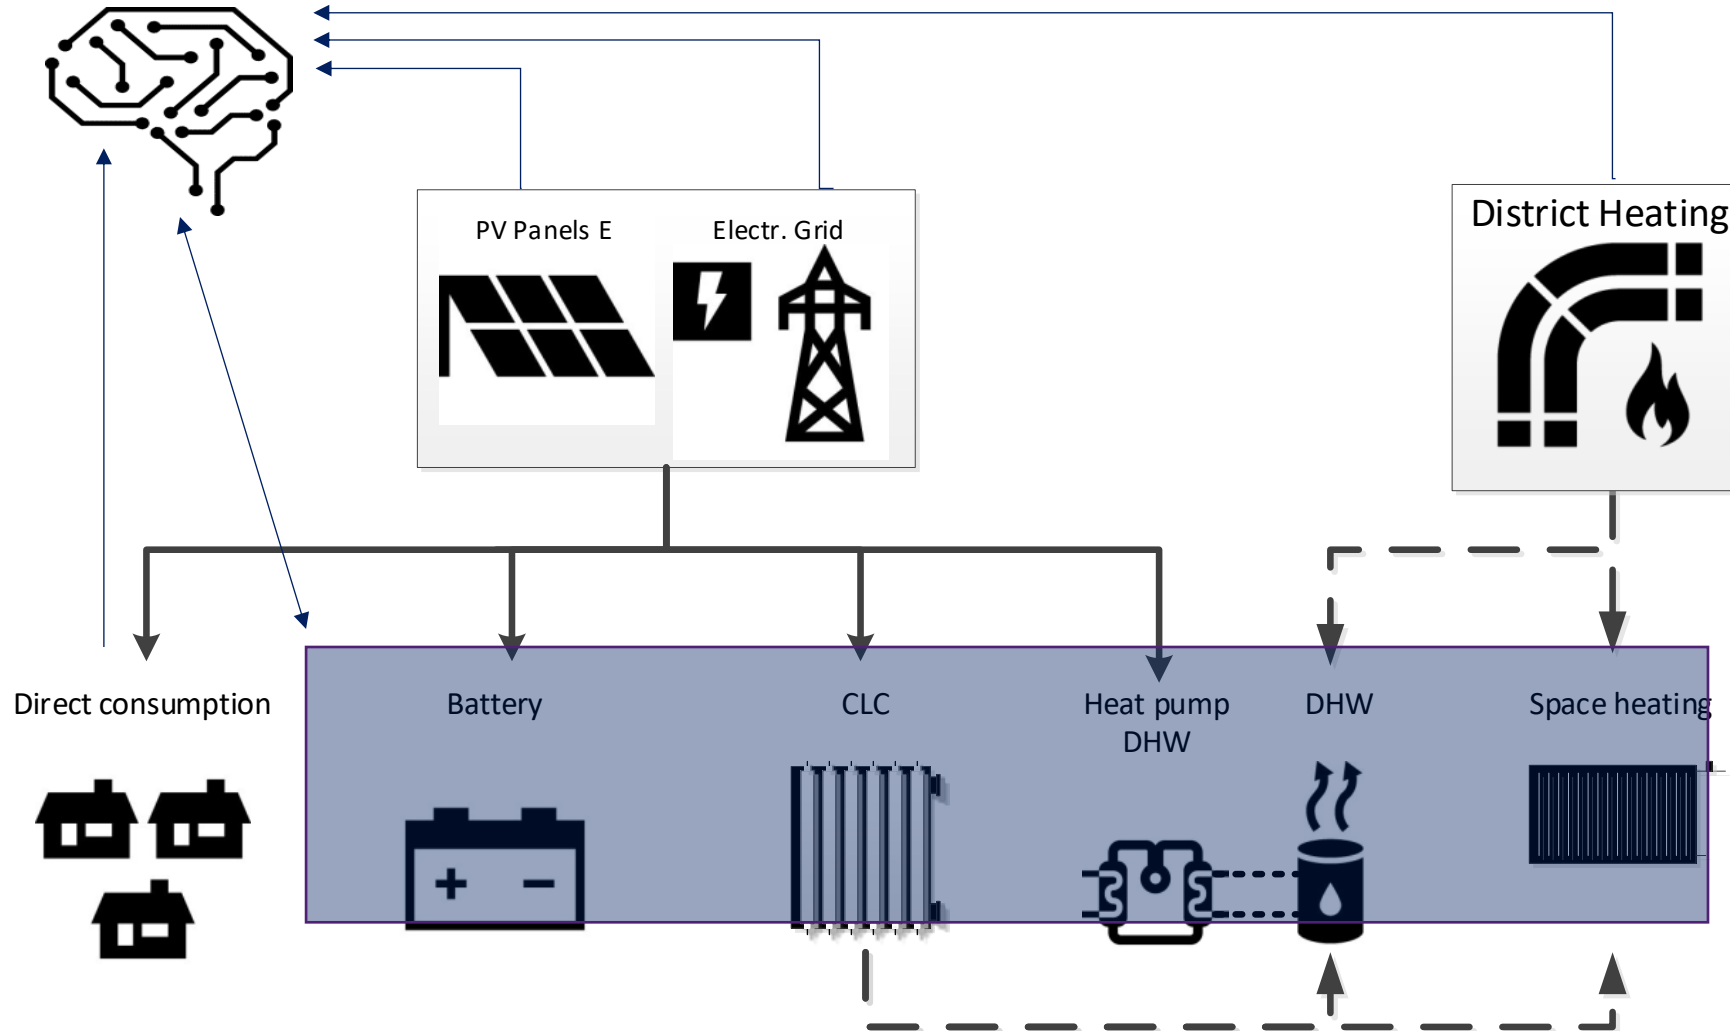 PV Panels E
Electr. Grid
District Heating
Direct consumption
Battery
CLC
Heat pump
DHW
DHW
Space heating